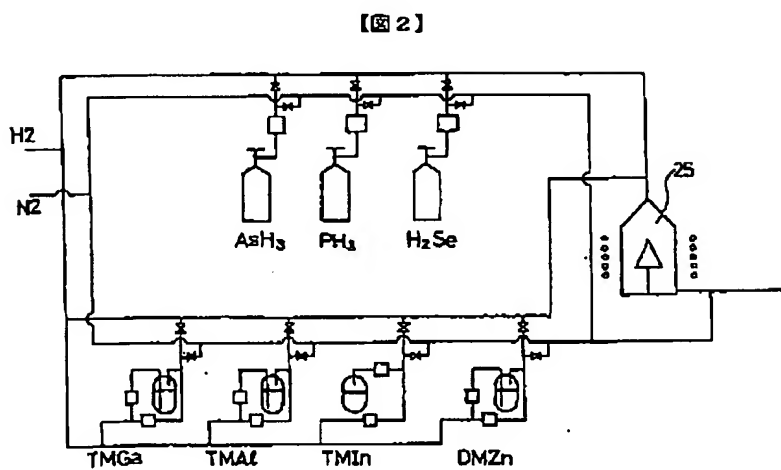 【図2】
H2
N2
AsH₃ PH₃ H₂Se
25
TMGa TMAl TMIn DMZn